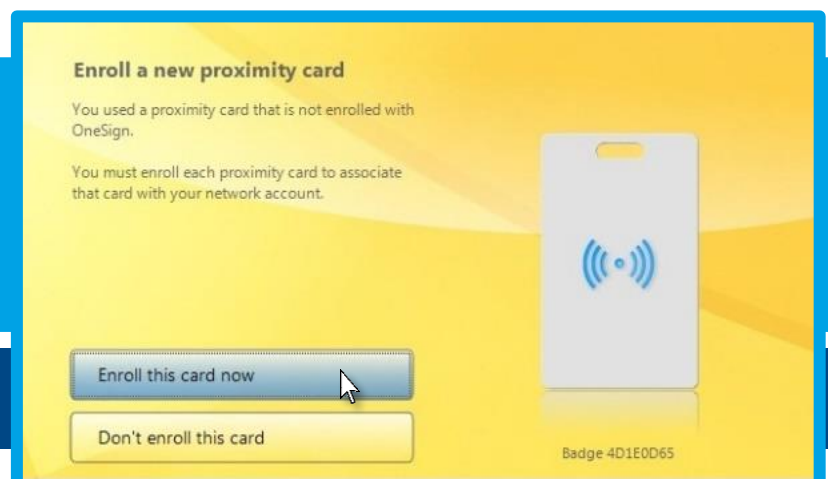 Enroll a new proximity card
You used a proximity card that is not enrolled with
OneSign.
You must enroll each proximity card to associate
that card with your network account.
Enroll this card now
Don't enroll this card
Badge 4D1E0D65